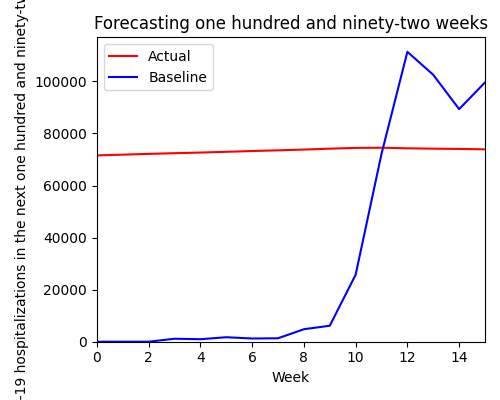 Forecasting one hundred and ninety-two weeks
Actual
Baseline
-19 hospitalizations in the next one hundred and
100000
80000
60000
40000
20000
0
0 2 4 6 8 10 12 14
Week